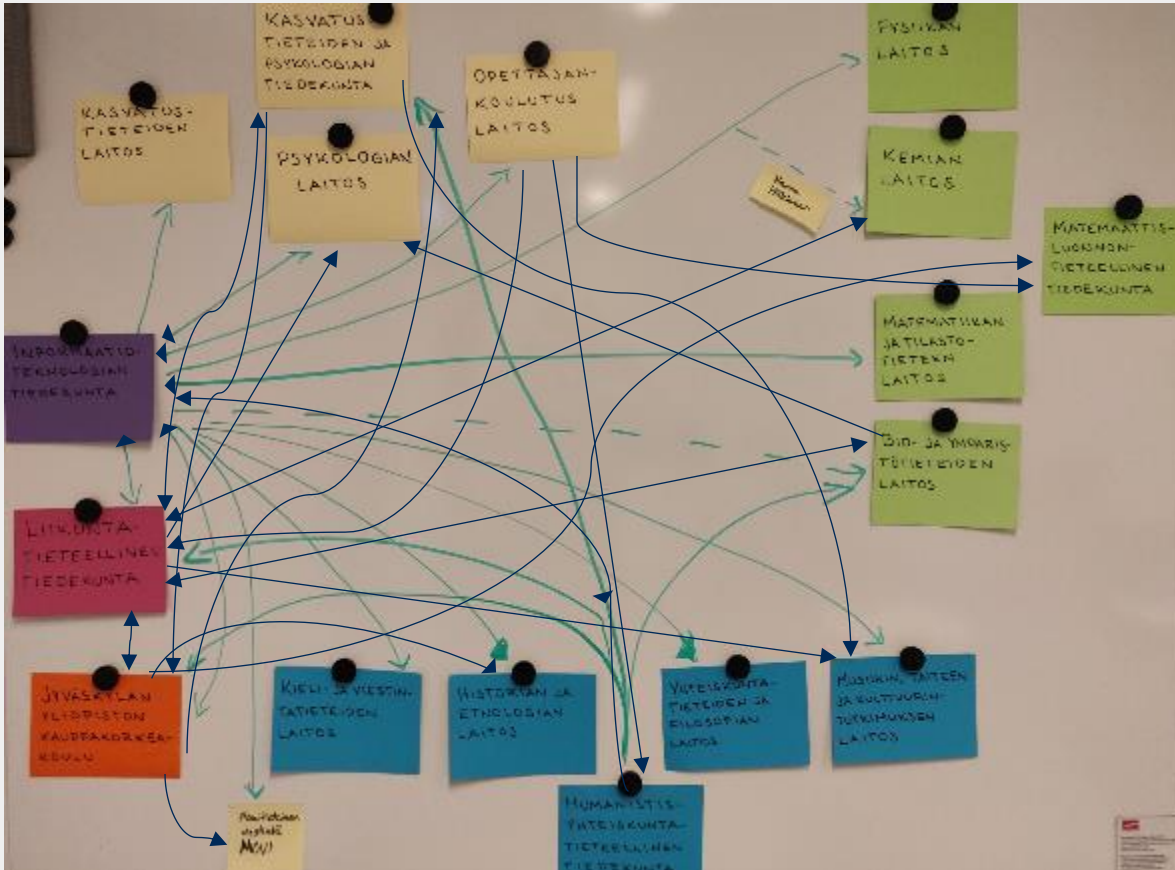 KASVATUS-
TIETEIDEN JA
PSYKOLOGIAN
TIEDEKUNTA
KASVATUS-
TIETEIDEN
LAITOS
PSYKOLOGIAN
LAITOS
OPETTAJAN-
KOULUTUS
LAITOS
FYSIIKAN
LAITOS
KEMIAN
LAITOS
MATEMAATTIS-
LUONNON-
TIETEELLINEN
TIEDEKUNTA
MATEMATIIKAN
JA TILASTO-
TIETEEN
LAITOS
BIO- JA YMPÄRIS-
TÖTIETEIDEN
LAITOS
INFORMAATIO-
TEKNOLOGIAN
TIEDEKUNTA
LIIKUNTA-
TIETEELLINEN
TIEDEKUNTA
JYVÄSKYLÄN
YLIOPISTON
KAUPPAKORKEA-
KOULU
KIELI- JA VIESTIN-
TÄTIETEIDEN
LAITOS
HISTORIAN JA
ETNOLOGIAN
LAITOS
YHTEISKUNTA-
TIETEIDEN JA
FILOSOFIAN
LAITOS
MUSIIKIN, TAITEEN
JA KULTTUURIN-
TUTKIMUKSEN
LAITOS
MOVI
HUMANISTIS-
YHTEISKUNTA-
TIETEELLINEN
TIEDEKUNTA